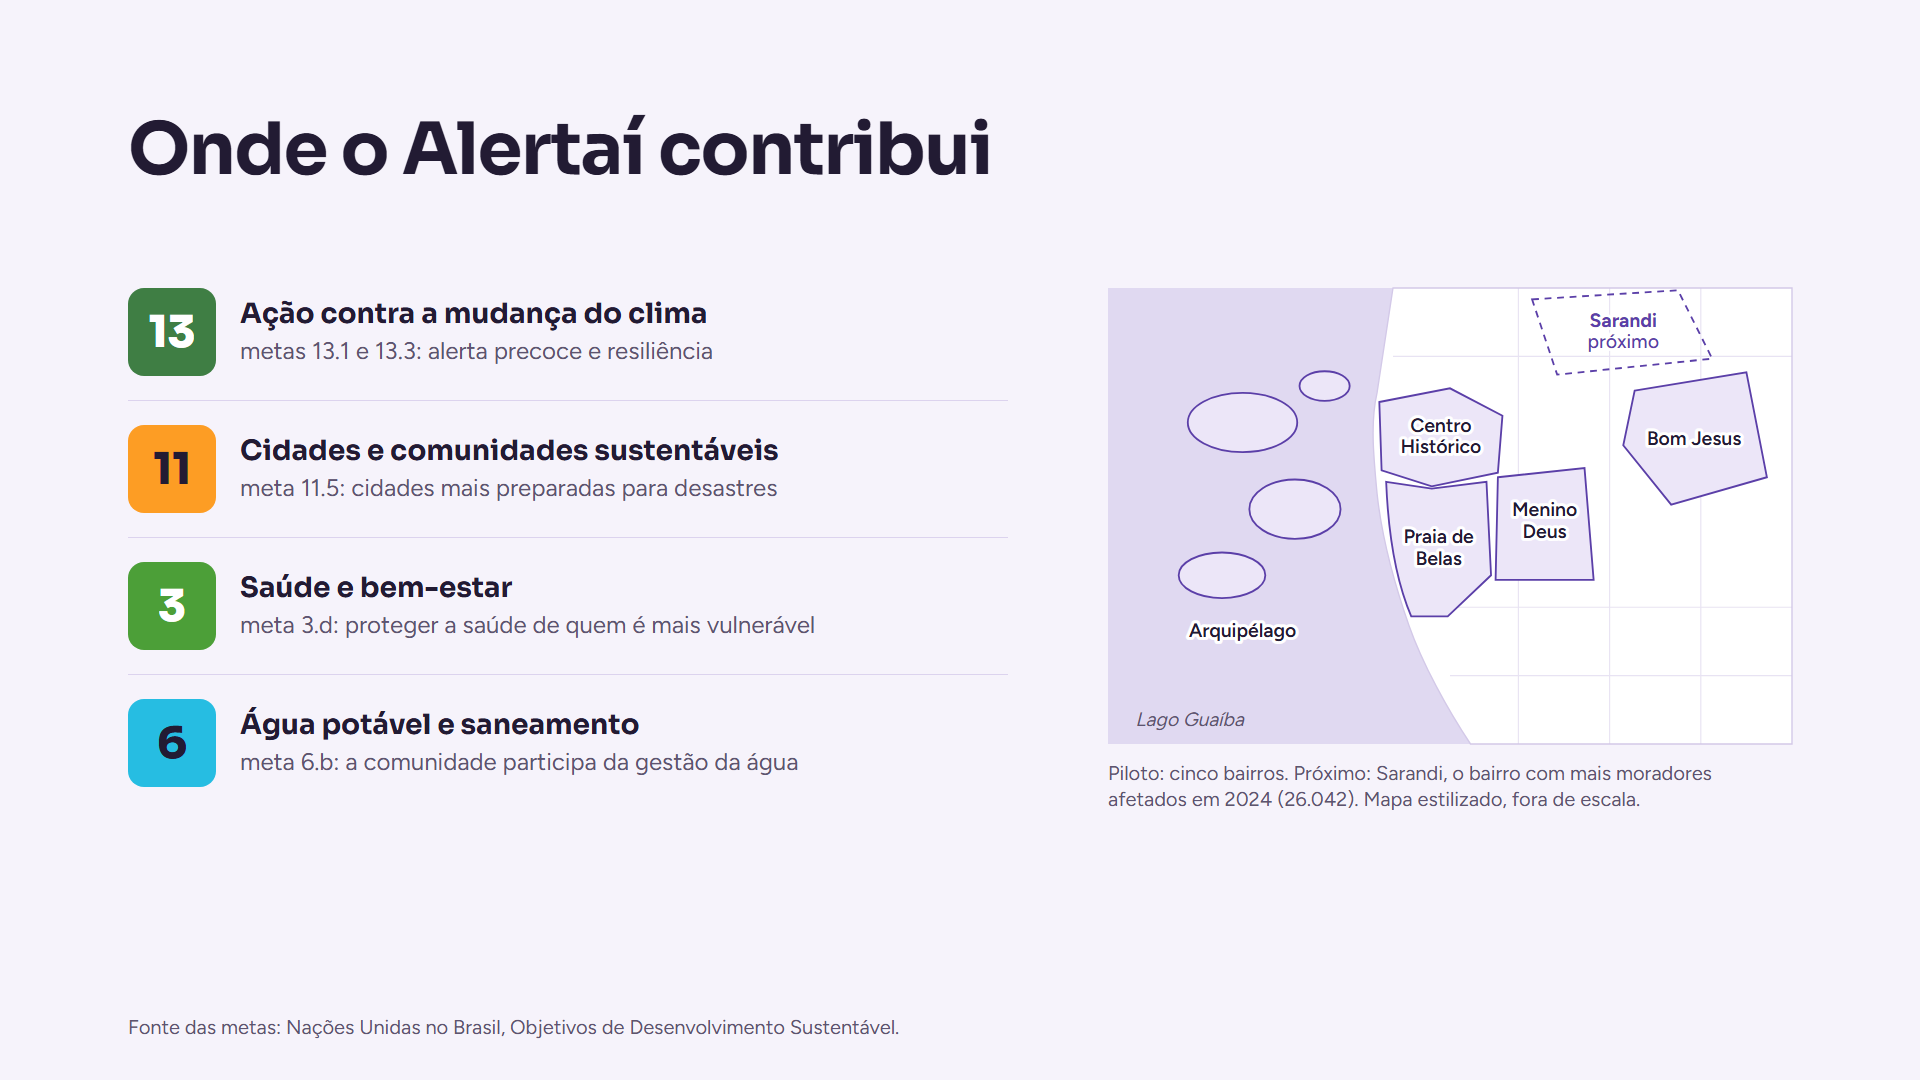 Onde o Alertaí contribui
13
Ação contra a mudança do clima
metas 13.1 e 13.3: alerta precoce e resiliência
11
Cidades e comunidades sustentáveis
meta 11.5: cidades mais preparadas para desastres
3
Saúde e bem-estar
meta 3.d: proteger a saúde de quem é mais vulnerável
6
Água potável e saneamento
meta 6.b: a comunidade participa da gestão da água
Sarandi
próximo
Centro
Histórico
Bom Jesus
Menino
Deus
Praia de
Belas
Arquipélago
Lago Guaíba
Piloto: cinco bairros. Próximo: Sarandi, o bairro com mais moradores
afetados em 2024 (26.042). Mapa estilizado, fora de escala.
Fonte das metas: Nações Unidas no Brasil, Objetivos de Desenvolvimento Sustentável.